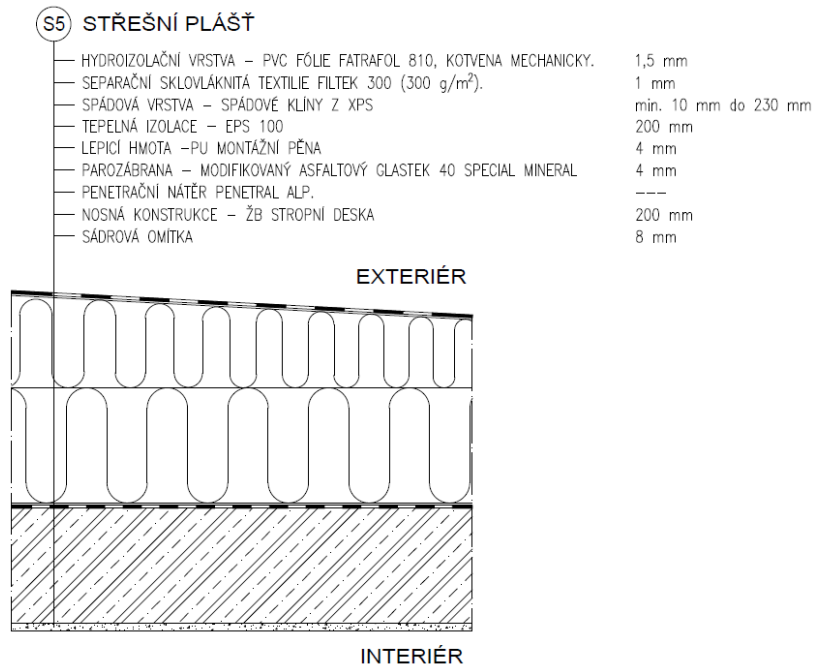 S5 STŘEŠNÍ PLÁŠŤ
HYDROIZOLAČNÍ VRSTVA – PVC FÓLIE FATRAFOL 810, KOTVENA MECHANICKY. 1,5 mm
SEPARAČNÍ SKLOVLÁKNITÁ TEXTILIE FILTEK 300 (300 g/m²). 1 mm
SPÁDOVÁ VRSTVA – SPÁDOVÉ KLÍNY Z XPS min. 10 mm do 230 mm
TEPELNÁ IZOLACE – EPS 100 200 mm
LEPICÍ HMOTA –PU MONTÁŽNÍ PĚNA 4 mm
PAROZÁBRANA – MODIFIKOVANÝ ASFALTOVÝ GLASTEK 40 SPECIAL MINERAL 4 mm
PENETRAČNÍ NÁTĚR PENETRAL ALP. ---
NOSNÁ KONSTRUKCE – ŽB STROPNÍ DESKA 200 mm
SÁDROVÁ OMÍTKA 8 mm
EXTERIÉR
INTERIÉR